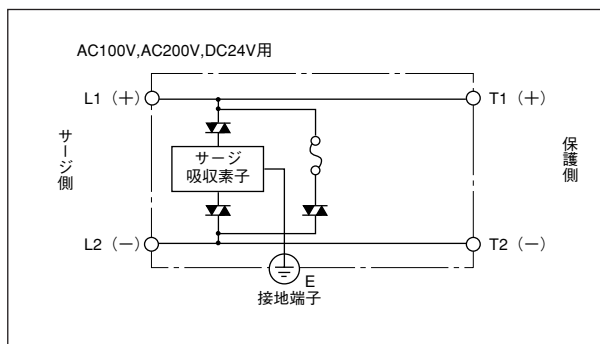 AC100V,AC200V,DC24V用
L1（＋）
T1（＋）
サージ側
サージ
吸収素子
保護側
L2（－）
T2（－）
E
接地端子